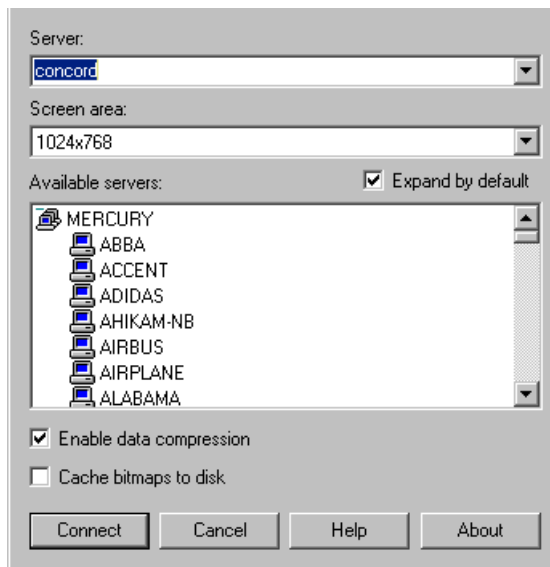 Server:
concord
Screen area:
1024x768
Available servers: Expand by default
MERCURY
ABBA
ACCENT
ADIDAS
AHIKAM-NB
AIRBUS
AIRPLANE
ALABAMA
Enable data compression
Cache bitmaps to disk
Connect Cancel Help About